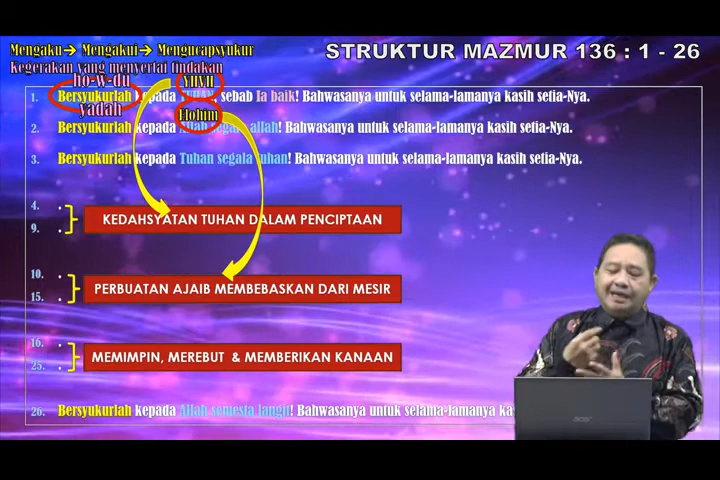 Mengaku→ Mengakui→ Mengucapsyukur
STRUKTUR MAZMUR 136 : 1 - 26
Kegerakan yang menyertai tindakan
ho-w-du
YHVH
1. Bersyukurlah kepada TUHAN, sebab Ia baik! Bahwasanya untuk selama-lamanya kasih setia-Nya.
yadah
Elohim
2. Bersyukurlah kepada Allah segala allah! Bahwasanya untuk selama-lamanya kasih setia-Nya.
3. Bersyukurlah kepada Tuhan segala tuhan! Bahwasanya untuk selama-lamanya kasih setia-Nya.
4. .
KEDAHSYATAN TUHAN DALAM PENCIPTAAN
9. .
10. .
PERBUATAN AJAIB MEMBEBASKAN DARI MESIR
15. .
16. .
MEMIMPIN, MEREBUT & MEMBERIKAN KANAAN
25. .
26. Bersyukurlah kepada Allah semesta langit! Bahwasanya untuk selama-lamanya ka
acer